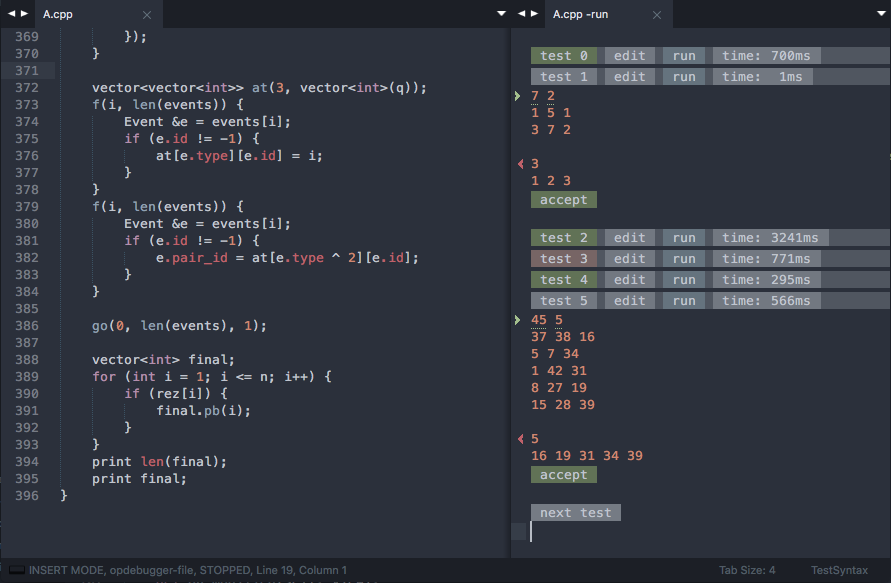 A.cpp
369 });
370 }
371
372 vector<vector<int>> at(3, vector<int>(q));
373 f(i, len(events)) {
374 Event &e = events[i];
375 if (e.id != -1) {
376 at[e.type][e.id] = i;
377 }
378 }
379 f(i, len(events)) {
380 Event &e = events[i];
381 if (e.id != -1) {
382 e.pair_id = at[e.type ^ 2][e.id];
383 }
384 }
385
386 go(0, len(events), 1);
387
388 vector<int> final;
389 for (int i = 1; i <= n; i++) {
390 if (rez[i]) {
391 final.pb(i);
392 }
393 }
394 print len(final);
395 print final;
396 }
A.cpp -run
test 0 edit run time: 700ms
test 1 edit run time: 1ms
7 2
1 5 1
3 7 2
3
1 2 3
accept
test 2 edit run time: 3241ms
test 3 edit run time: 771ms
test 4 edit run time: 295ms
test 5 edit run time: 566ms
45 5
37 38 16
5 7 34
1 42 31
8 27 19
15 28 39
5
16 19 31 34 39
accept
next test
INSERT MODE, opdebugger-file, STOPPED, Line 19, Column 1
Tab Size: 4
TestSyntax